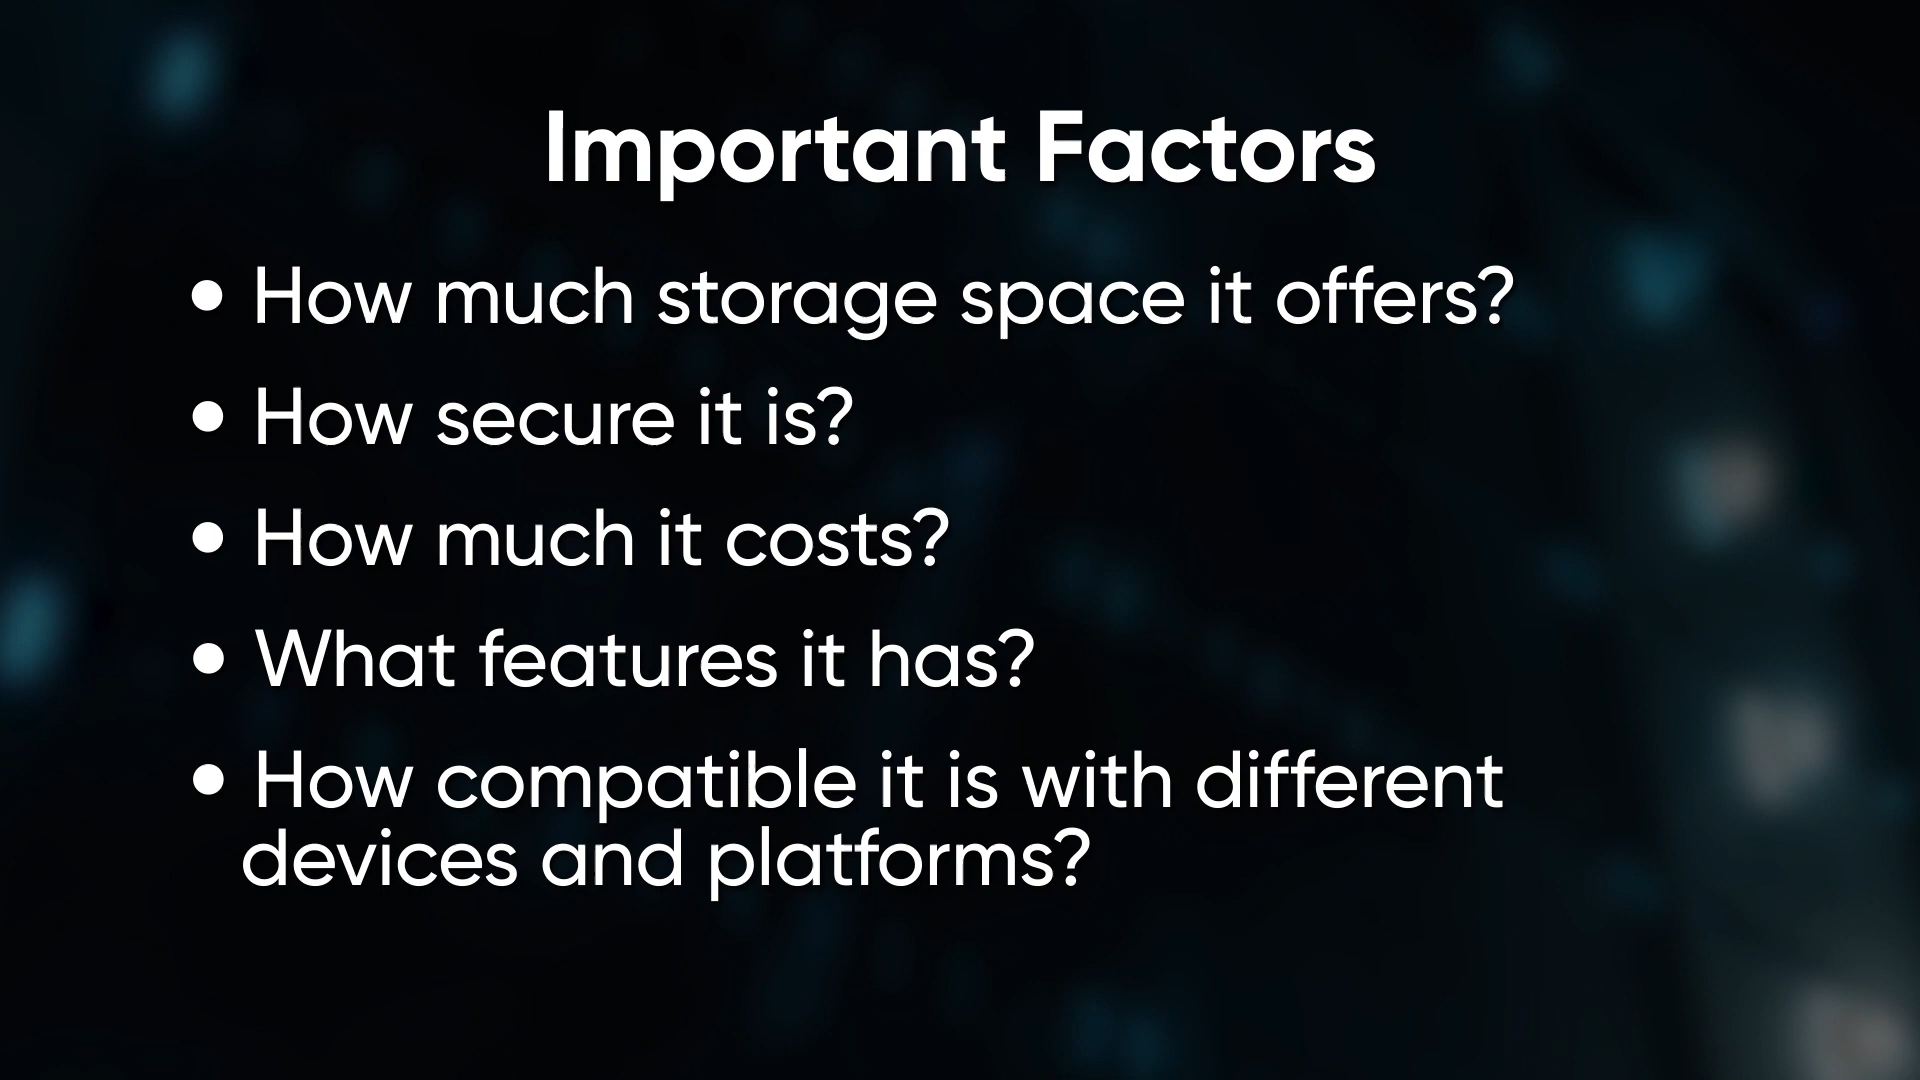 Important Factors
• How much storage space it offers?
• How secure it is?
• How much it costs?
• What features it has?
• How compatible it is with different
devices and platforms?